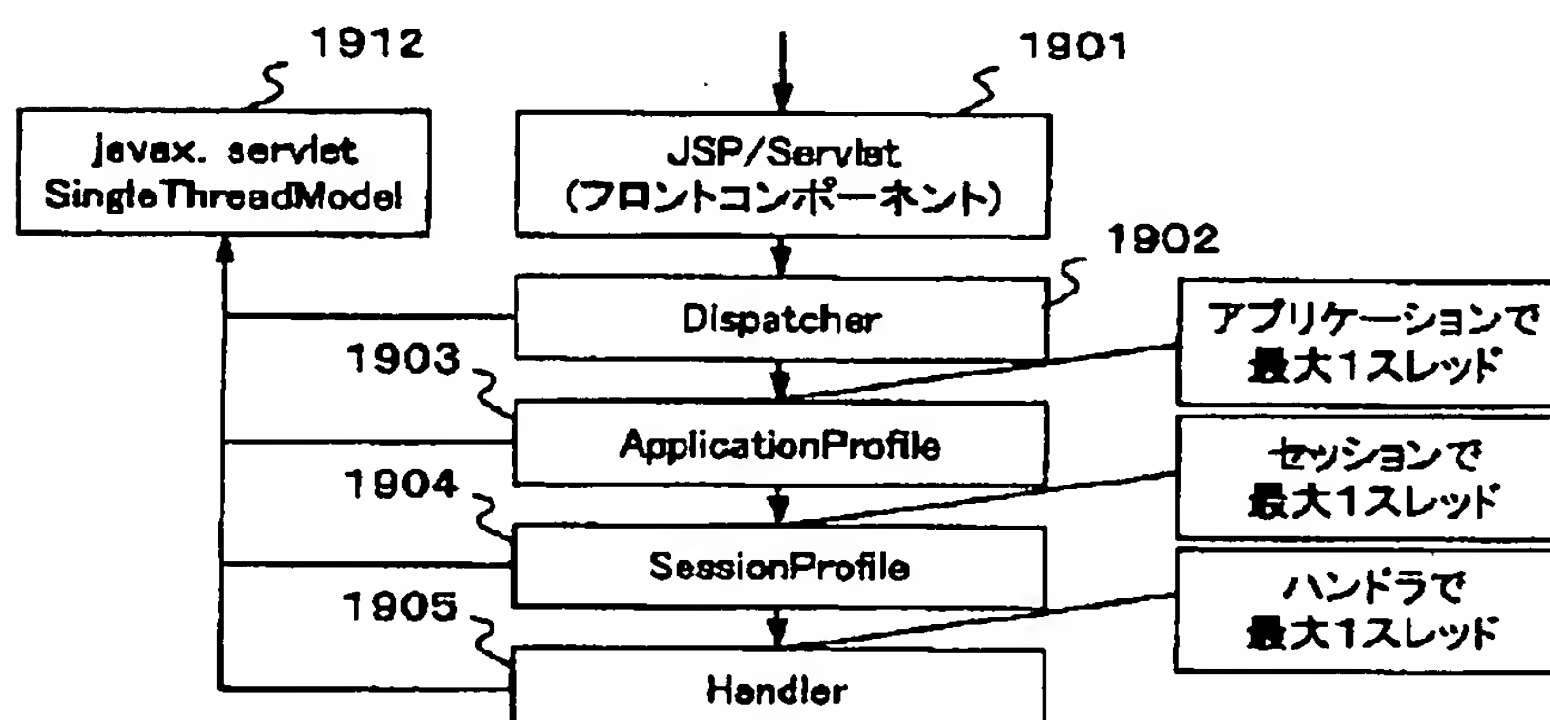 1912
1901
javax. servlet
SingleThreadModel
JSP/Servlet
(フロントコンポーネント)
1902
Dispatcher
アプリケーションで
最大1スレッド
1903
ApplicationProfile
セッションで
最大1スレッド
1904
SessionProfile
ハンドラで
最大1スレッド
1905
Handler